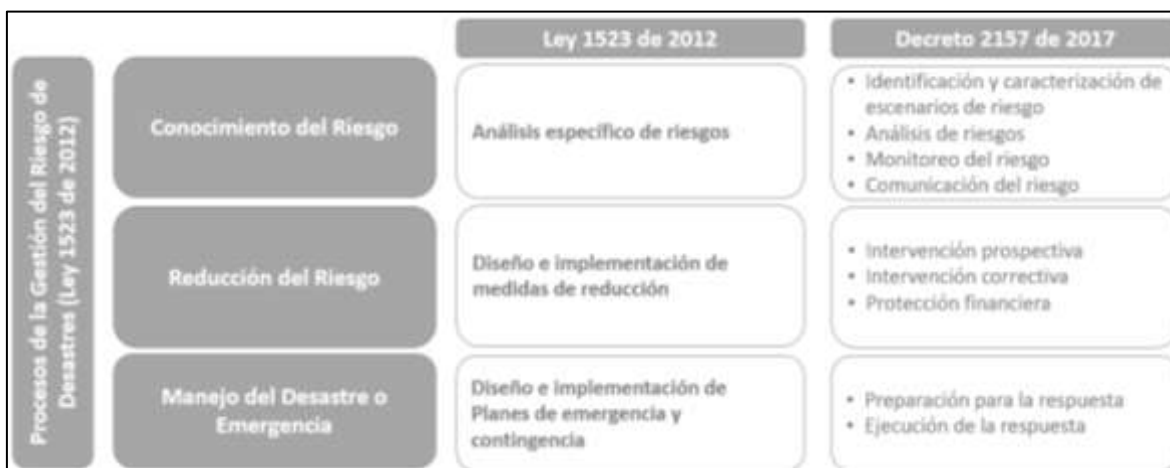 Ley 1523 de 2012
Decreto 2157 de 2017
Procesos de la Gestión del Riesgo de
Desastres (Ley 1523 de 2012)
Conocimiento del Riesgo
Análisis específico de riesgos
• Identificación y caracterización de
escenarios de riesgo
• Análisis de riesgos
• Monitoreo del riesgo
• Comunicación del riesgo
Reducción del Riesgo
Diseño e implementación de
medidas de reducción
• Intervención prospectiva
• Intervención correctiva
• Protección financiera
Manejo del Desastre o
Emergencia
Diseño e implementación de
Planes de emergencia y
contingencia
• Preparación para la respuesta
• Ejecución de la respuesta